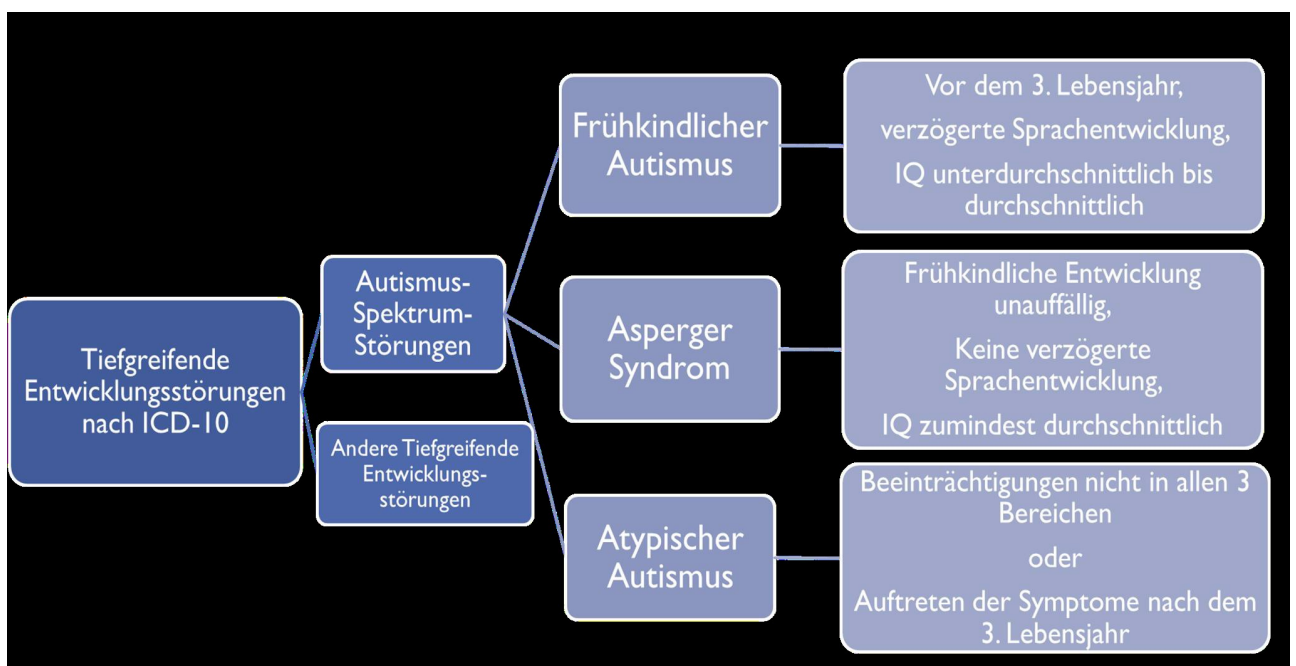 Tiefgreifende
Entwicklungsstörungen
nach ICD-10
Autismus-
Spektrum-
Störungen
Andere Tiefgreifende
Entwicklungs-
störungen
Frühkindlicher
Autismus
Vor dem 3. Lebensjahr,
verzögerte Sprachentwicklung,
IQ unterdurchschnittlich bis
durchschnittlich
Asperger
Syndrom
Frühkindliche Entwicklung
unauffällig,
Keine verzögerte
Sprachentwicklung,
IQ zumindest durchschnittlich
Atypischer
Autismus
Beeinträchtigungen nicht in allen 3
Bereichen
oder
Auftreten der Symptome nach dem
3. Lebensjahr